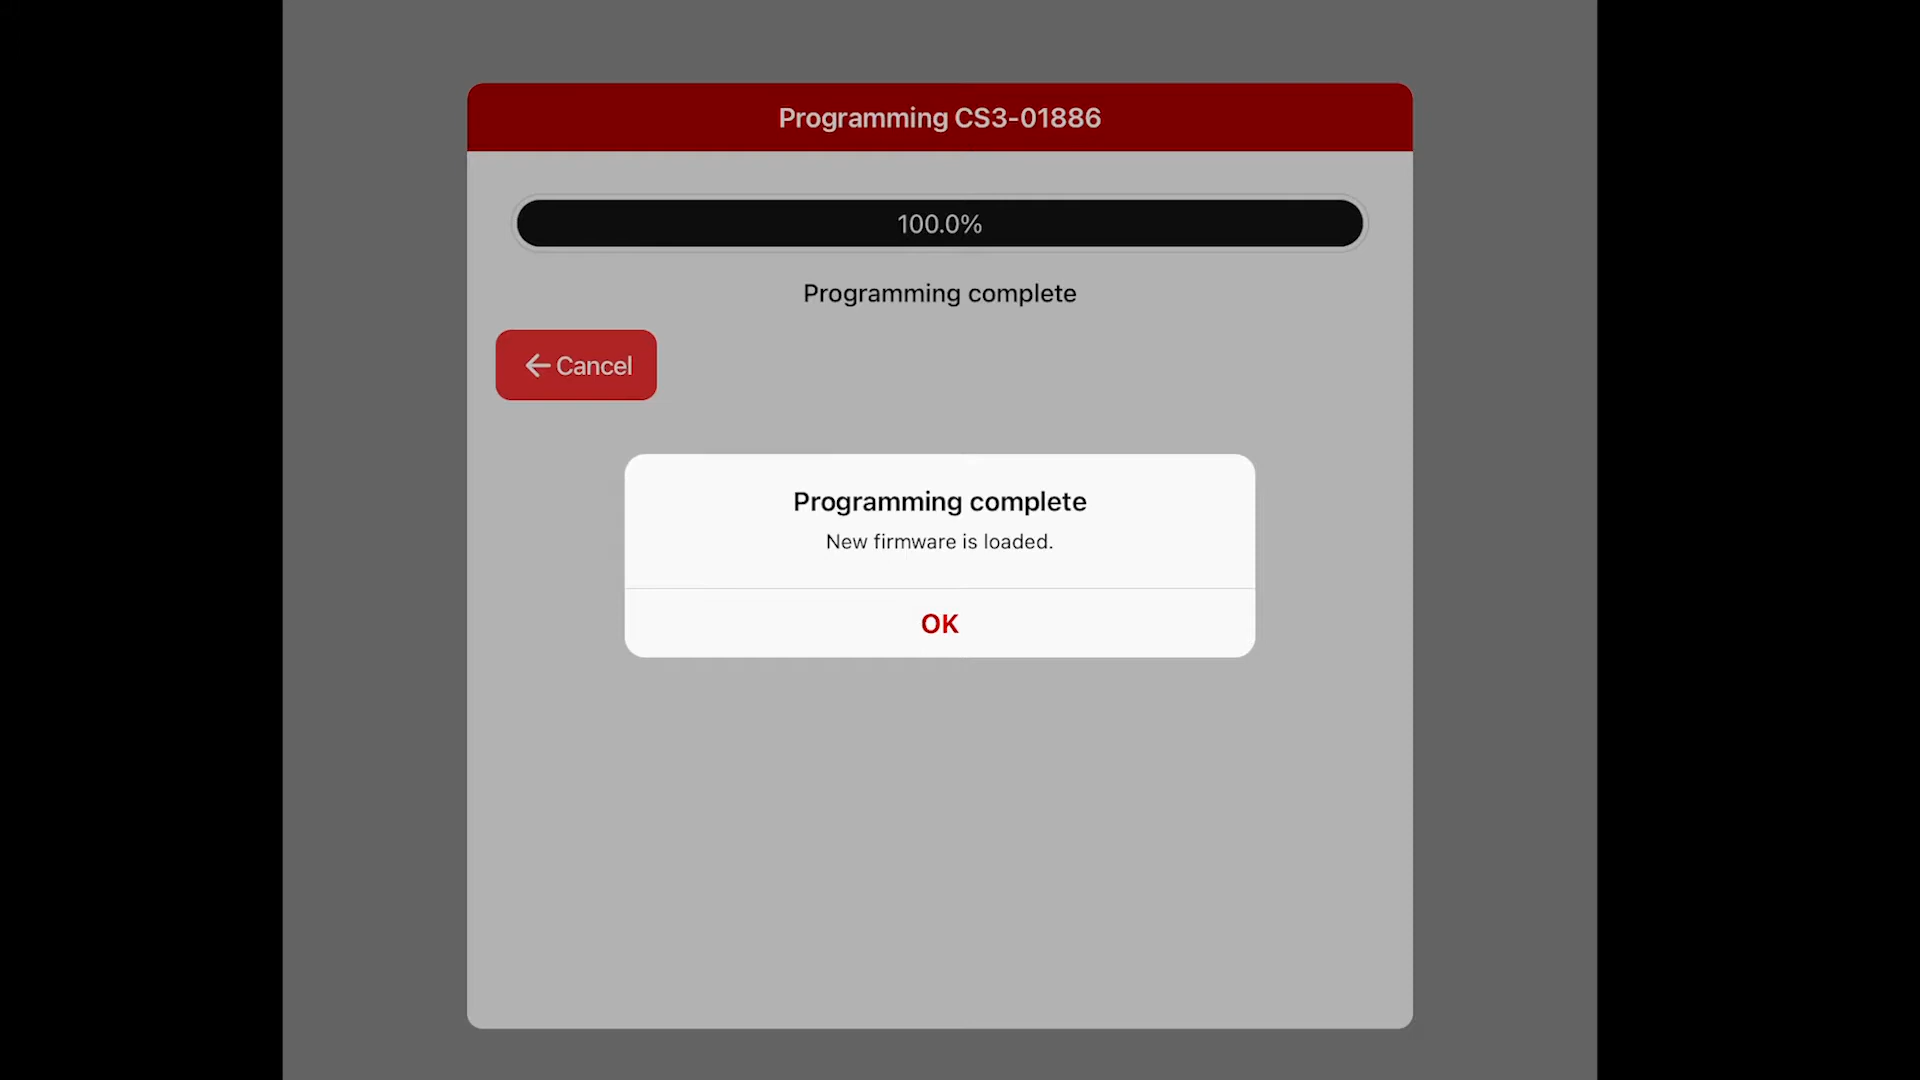 Programming CS3-01886
100.0%
Programming complete
Cancel
Programming complete
New firmware is loaded.
OK